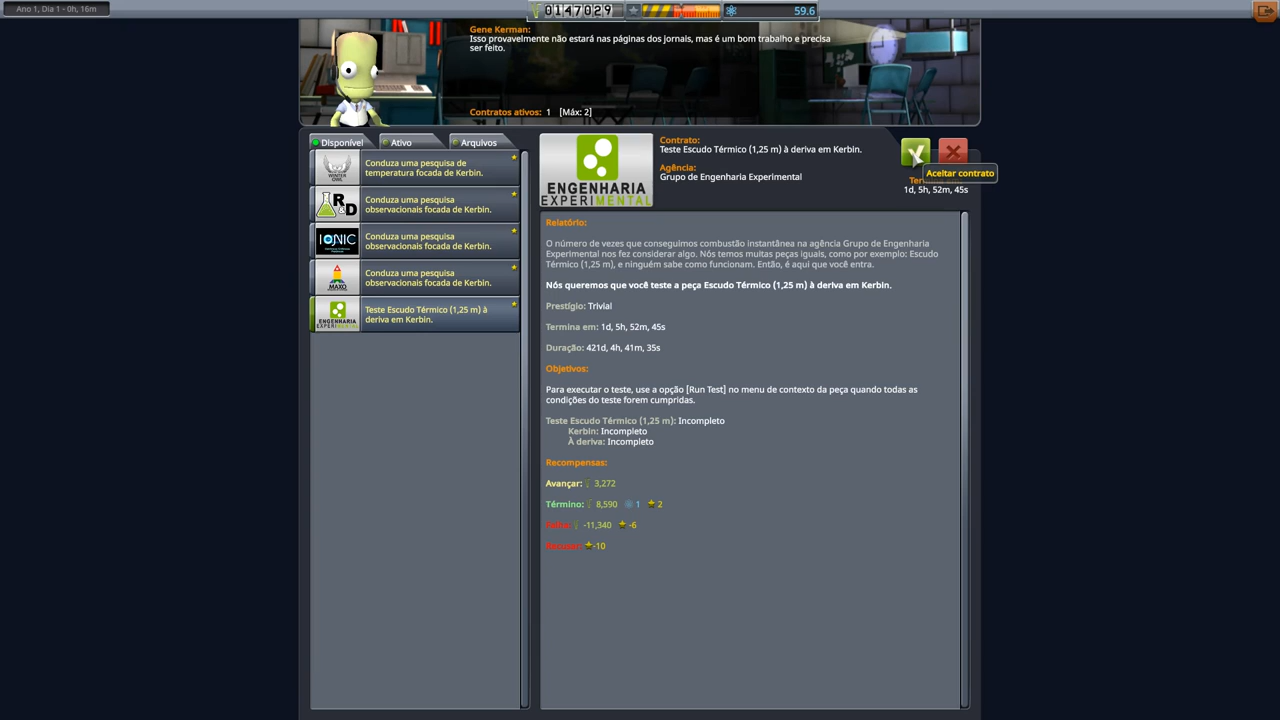 Ano 1, Dia 1 - 0h, 16m
0147029
59.6
Gene Kerman:
Isso provavelmente não estará nas páginas dos jornais, mas é um bom trabalho e precisa
ser feito.
Contratos ativos: 1 [Máx: 2]
Disponível
Ativo
Arquivos
WINTER
OWL
Conduza uma pesquisa de
temperatura focada de Kerbin.
R&D
Conduza uma pesquisa
observacionais focada de Kerbin.
IONIC
Conduza uma pesquisa
observacionais focada de Kerbin.
MAXO
Conduza uma pesquisa
observacionais focada de Kerbin.
ENGENHARIA
EXPERIMENTAL
Teste Escudo Térmico (1,25 m) à
deriva em Kerbin.
ENGENHARIA
EXPERIMENTAL
Contrato:
Teste Escudo Térmico (1,25 m) à deriva em Kerbin.
Agência:
Grupo de Engenharia Experimental
Aceitar contrato
1d, 5h, 52m, 45s
Relatório:
O número de vezes que conseguimos combustão instantânea na agência Grupo de Engenharia
Experimental nos fez considerar algo. Nós temos muitas peças iguais, como por exemplo: Escudo
Térmico (1,25 m), e ninguém sabe como funcionam. Então, é aqui que você entra.
Nós queremos que você teste a peça Escudo Térmico (1,25 m) à deriva em Kerbin.
Prestígio: Trivial
Termina em: 1d, 5h, 52m, 45s
Duração: 421d, 4h, 41m, 35s
Objetivos:
Para executar o teste, use a opção [Run Test] no menu de contexto da peça quando todas as
condições do teste forem cumpridas.
Teste Escudo Térmico (1,25 m): Incompleto
Kerbin: Incompleto
À deriva: Incompleto
Recompensas:
Avançar: 3,272
Término: 8,590 1 2
-11,340 -6
Recusar: -10